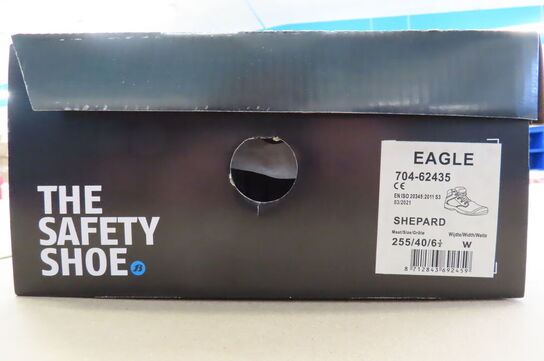 THE
SAFETY
SHOE
B
EAGLE
704-62435
CE
EN ISO 20345:2011 S3
03/2021
SHEPARD
Maat/Size/Größe Wijdte/Width/Weite
255/40/6½ W
8 712843 692459